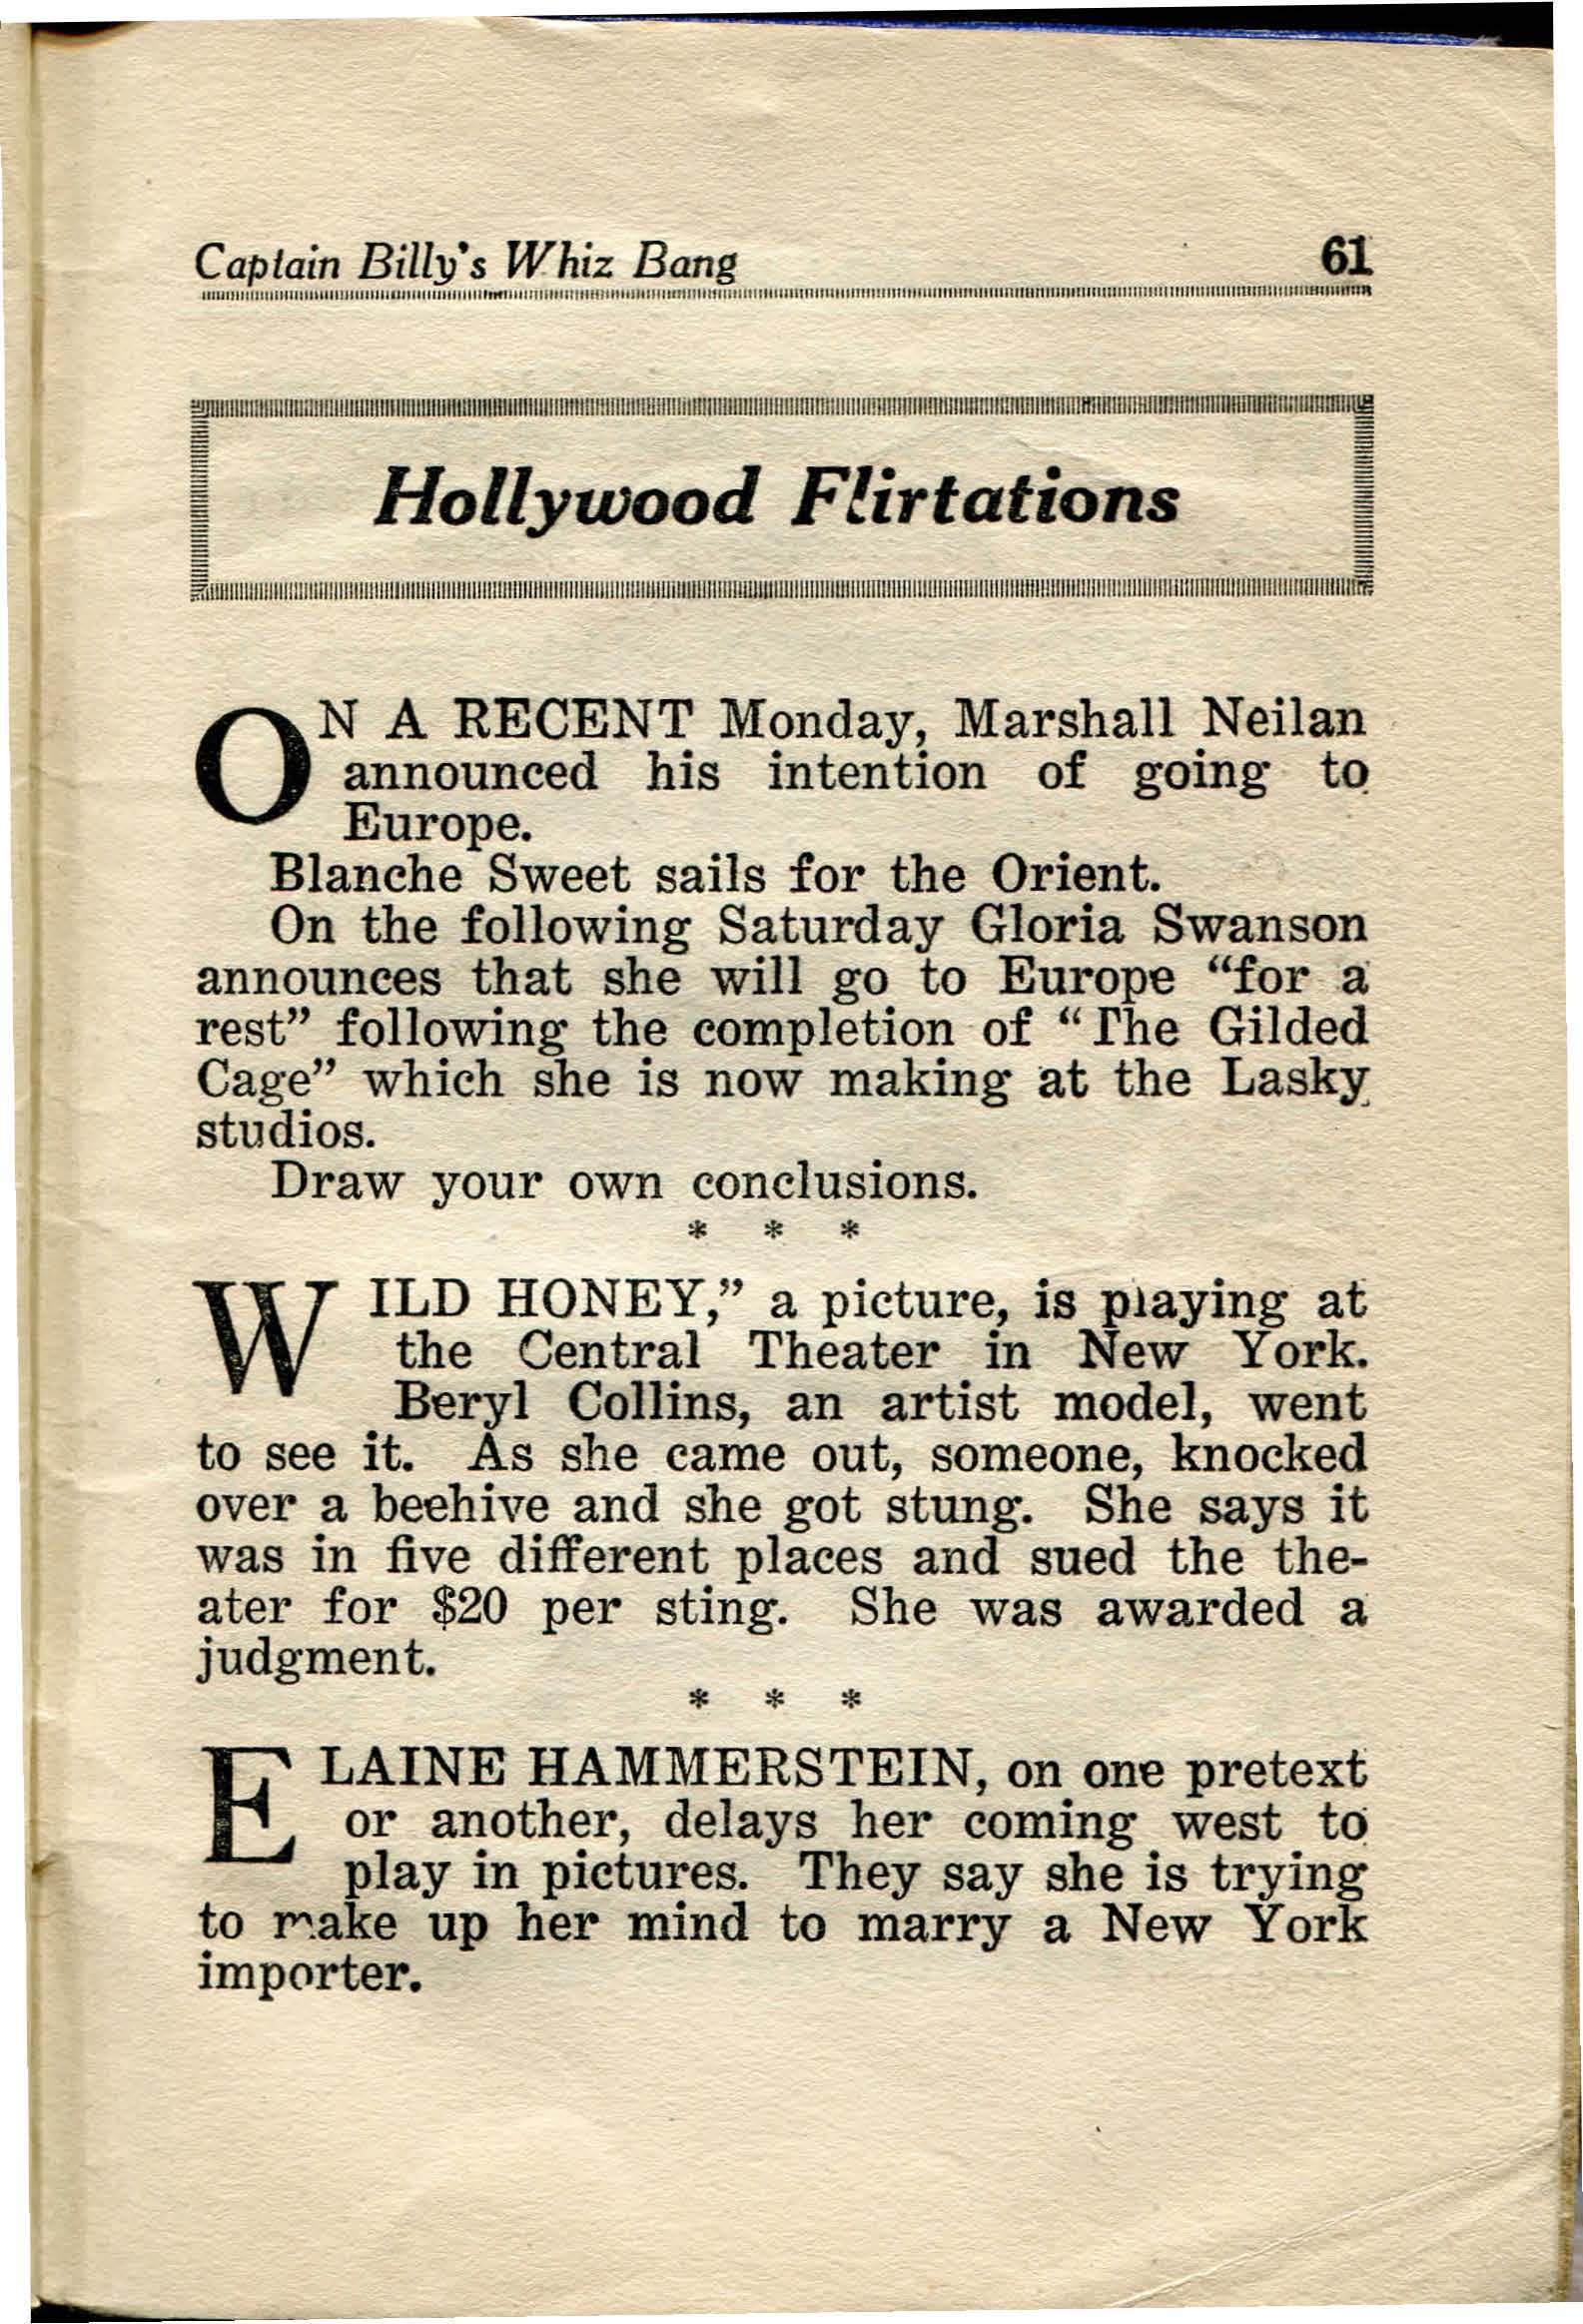 Captain Billy's Whiz Bang 61
Hollywood Flirtations
ON A RECENT Monday, Marshall Neilan
announced his intention of going to
Europe.
Blanche Sweet sails for the Orient.
On the following Saturday Gloria Swanson
announces that she will go to Europe “for a
rest” following the completion of “The Gilded
Cage” which she is now making at the Lasky
studios.
Draw your own conclusions.
* * *
WILD HONEY,” a picture, is playing at
the Central Theater in New York.
Beryl Collins, an artist model, went
to see it. As she came out, someone, knocked
over a beehive and she got stung. She says it
was in five different places and sued the the-
ater for $20 per sting. She was awarded a
judgment.
* * *
ELAINE HAMMERSTEIN, on one pretext
or another, delays her coming west to
play in pictures. They say she is trying
to make up her mind to marry a New York
importer.